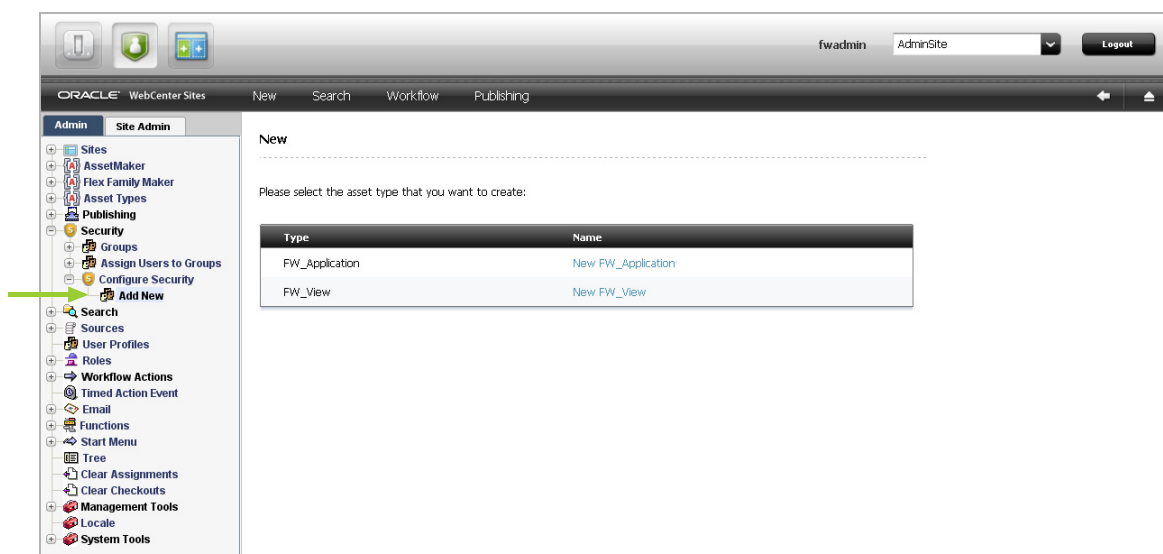 fwadmin AdminSite Logout
ORACLE WebCenter Sites New Search Workflow Publishing
Admin Site Admin
Sites
AssetMaker
Flex Family Maker
Asset Types
Publishing
Security
Groups
Assign Users to Groups
Configure Security
Add New
Search
Sources
User Profiles
Roles
Workflow Actions
Timed Action Event
Email
Functions
Start Menu
Tree
Clear Assignments
Clear Checkouts
Management Tools
Locale
System Tools
New
Please select the asset type that you want to create:
Type Name
FW_Application New FW_Application
FW_View New FW_View